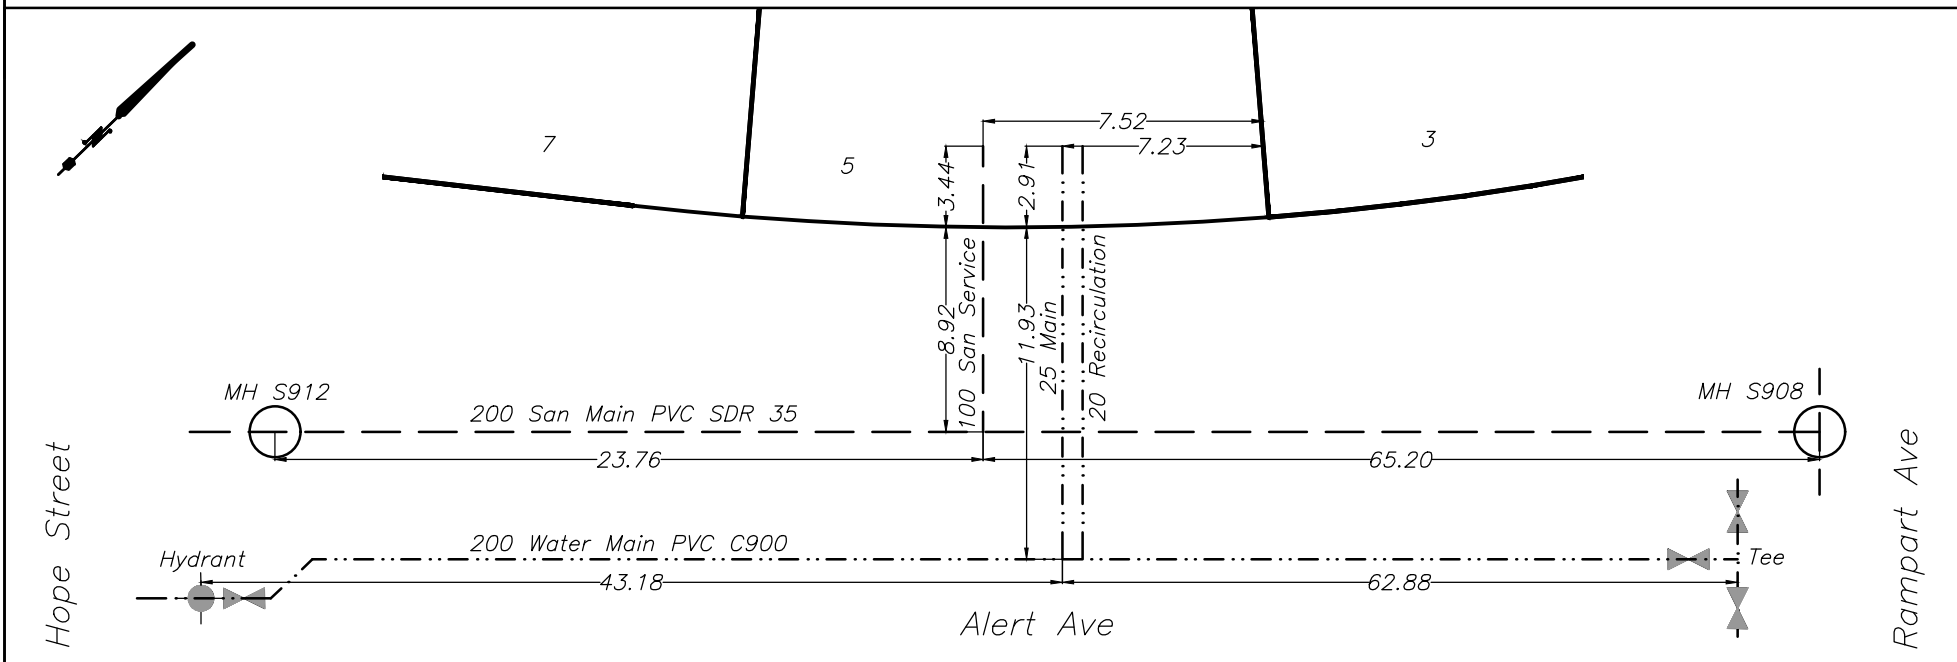 7.52
7.23
7
5
3
3.44
2.91
8.92
100 San Service
11.93
25 Main
20 Recirculation
MH S912
200 San Main PVC SDR 35
MH S908
23.76
65.20
Hope Street
Rampart Ave
Hydrant
200 Water Main PVC C900
Tee
43.18
62.88
Alert Ave